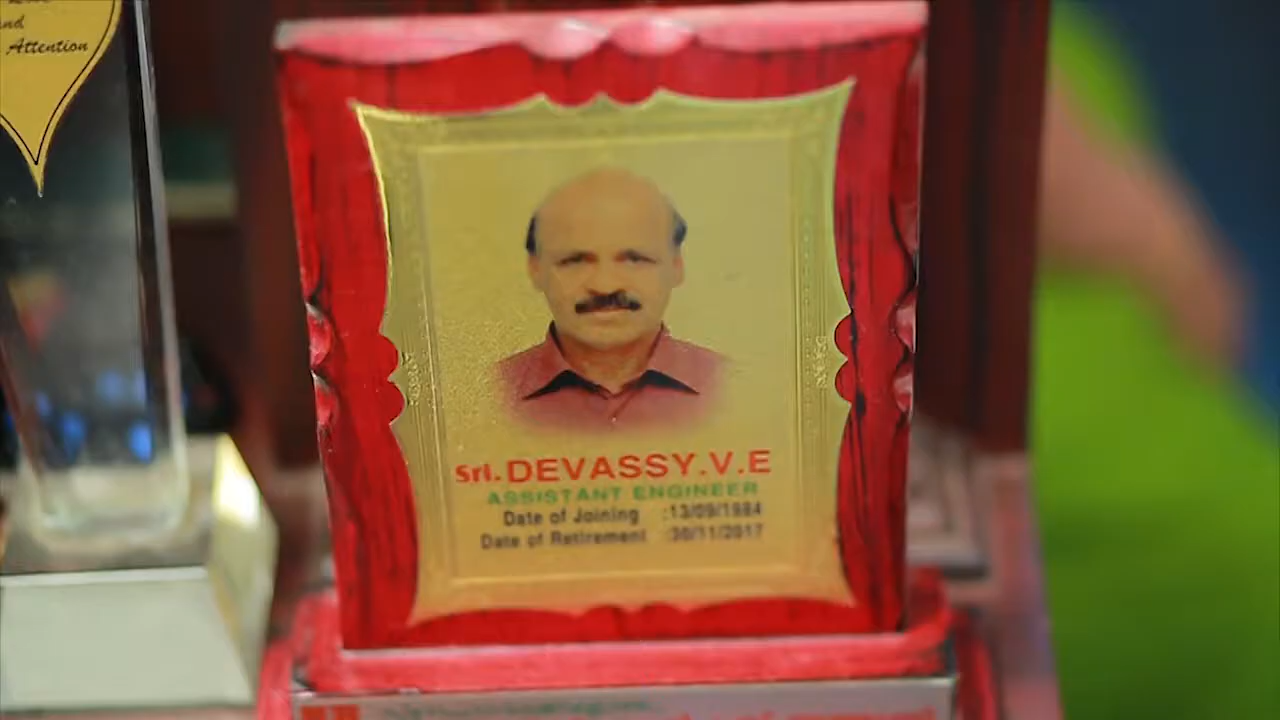 and
Attention
Sri. DEVASSY.V.E
ASSISTANT ENGINEER
Date of Joining :13/09/1984
Date of Retirement :30/11/2017